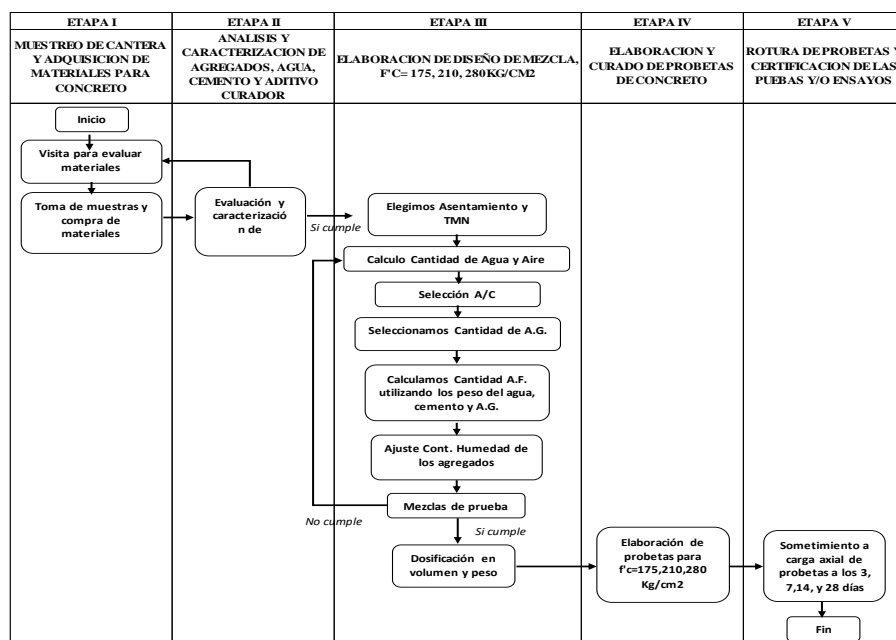 ETAPA I
MUESTREO DE CANTERA
Y ADQUISICION DE
MATERIALES PARA
CONCRETO
ETAPA II
ANALISIS Y
CARACTERIZACION DE
AGREGADOS, AGUA,
CEMENTO Y ADITIVO
CURADOR
ETAPA III
ELABORACION DE DISEÑO DE MEZCLA,
F'C= 175, 210, 280KG/CM2
ETAPA IV
ELABORACION Y
CURADO DE PROBETAS
DE CONCRETO
ETAPA V
ROTURA DE PROBETAS Y
CERTIFICACION DE LAS
PUEBAS Y/O ENSAYOS
Inicio
Visita para evaluar
materiales
Toma de muestras y
compra de
materiales
Evaluación y
caracterizació
n de
Si cumple
Elegimos Asentamiento y
TMN
Calculo Cantidad de Agua y Aire
Selección A/C
Seleccionamos Cantidad de A.G.
Calculamos Cantidad A.F.
utilizando los peso del agua,
cemento y A.G.
Ajuste Cont. Humedad de
los agregados
Mezclas de prueba
No cumple
Si cumple
Dosificación en
volumen y peso
Elaboración de
probetas para
f'c=175,210,280
Kg/cm2
Sometimiento a
carga axial de
probetas a los 3,
7,14, y 28 días
Fin